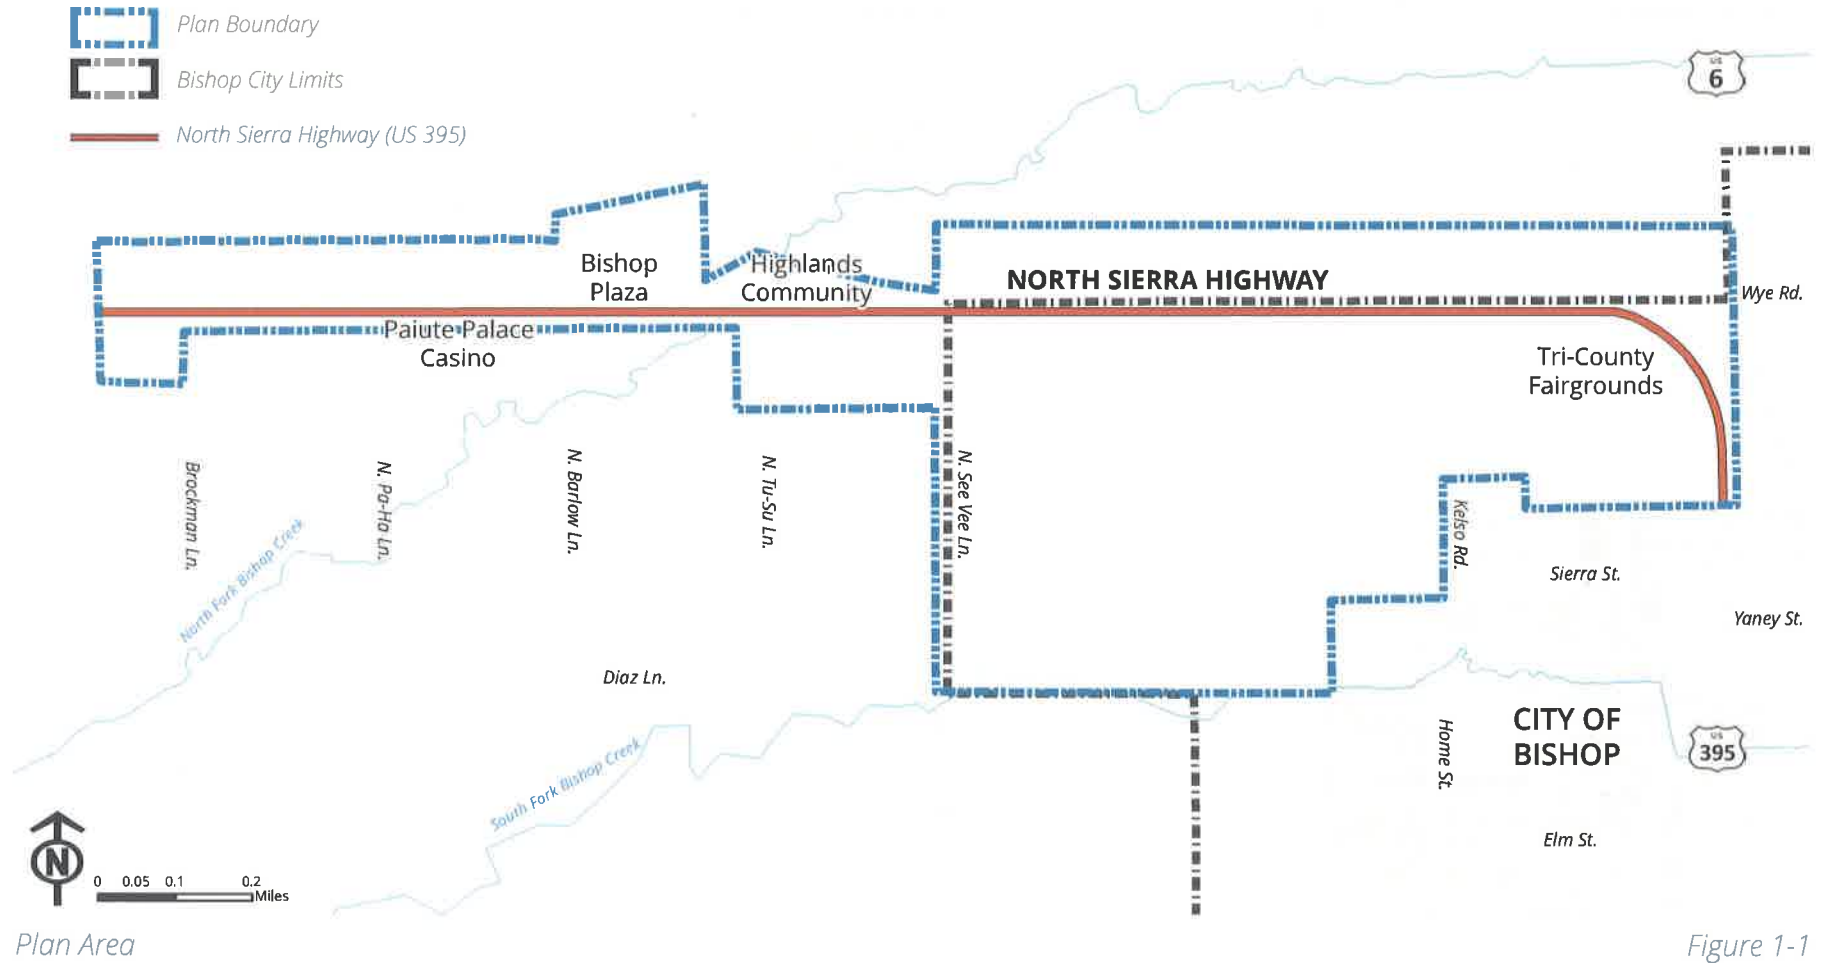 Plan Boundary
Bishop City Limits
North Sierra Highway (US 395)
US
6
Bishop
Plaza
Highlands
Community
NORTH SIERRA HIGHWAY
Wye Rd.
Paiute Palace
Casino
Tri-County
Fairgrounds
Brockman Ln.
N. Pa-Ha Ln.
N. Barlow Ln.
N. Tu-Su Ln.
N. See Vee Ln.
Kelso Rd.
North Fork Bishop Creek
Sierra St.
Yaney St.
Diaz Ln.
South Fork Bishop Creek
Home St.
CITY OF
BISHOP
US
395
Elm St.
N
0 0.05 0.1 0.2
Miles
Plan Area
Figure 1-1